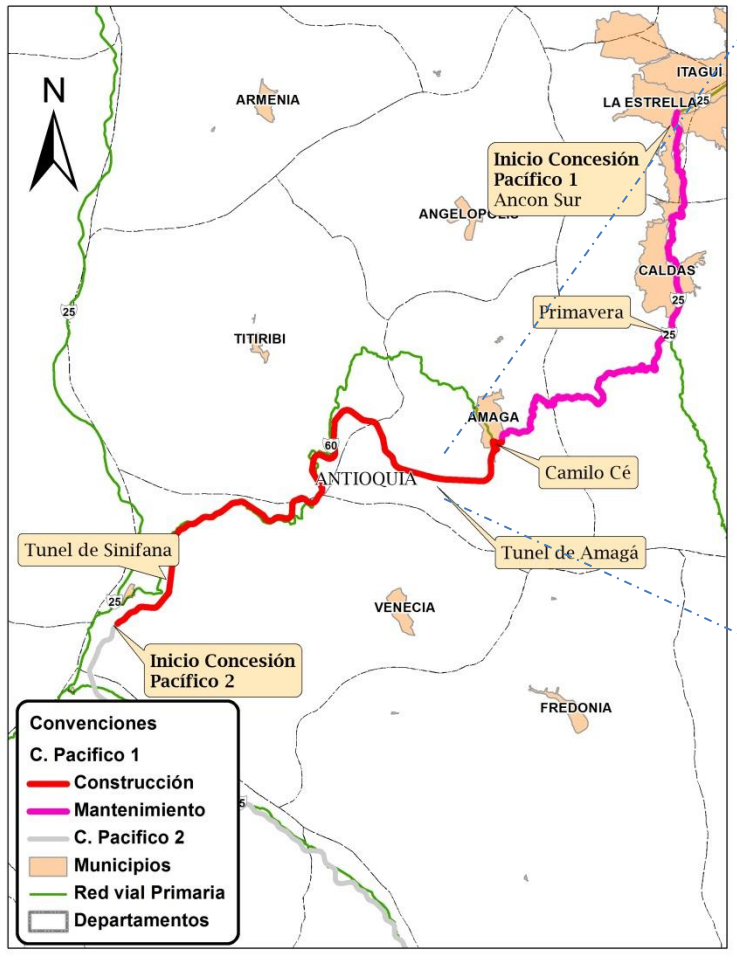 N
ARMENIA
ITAGUÌ
LA ESTRELLA
25
Inicio Concesión
Pacífico 1
Ancon Sur
ANGELOPOLIS
CALDAS
25
25
Primavera
25
TITIRIBI
AMAGA
60
ANTIOQUIA
Camilo Cé
Tunel de Sinifana
Tunel de Amagá
25
VENECIA
Inicio Concesión
Pacífico 2
FREDONIA
Convenciones
C. Pacifico 1
Construcción
Mantenimiento
C. Pacifico 2
5
Municipios
Red vial Primaria
Departamentos